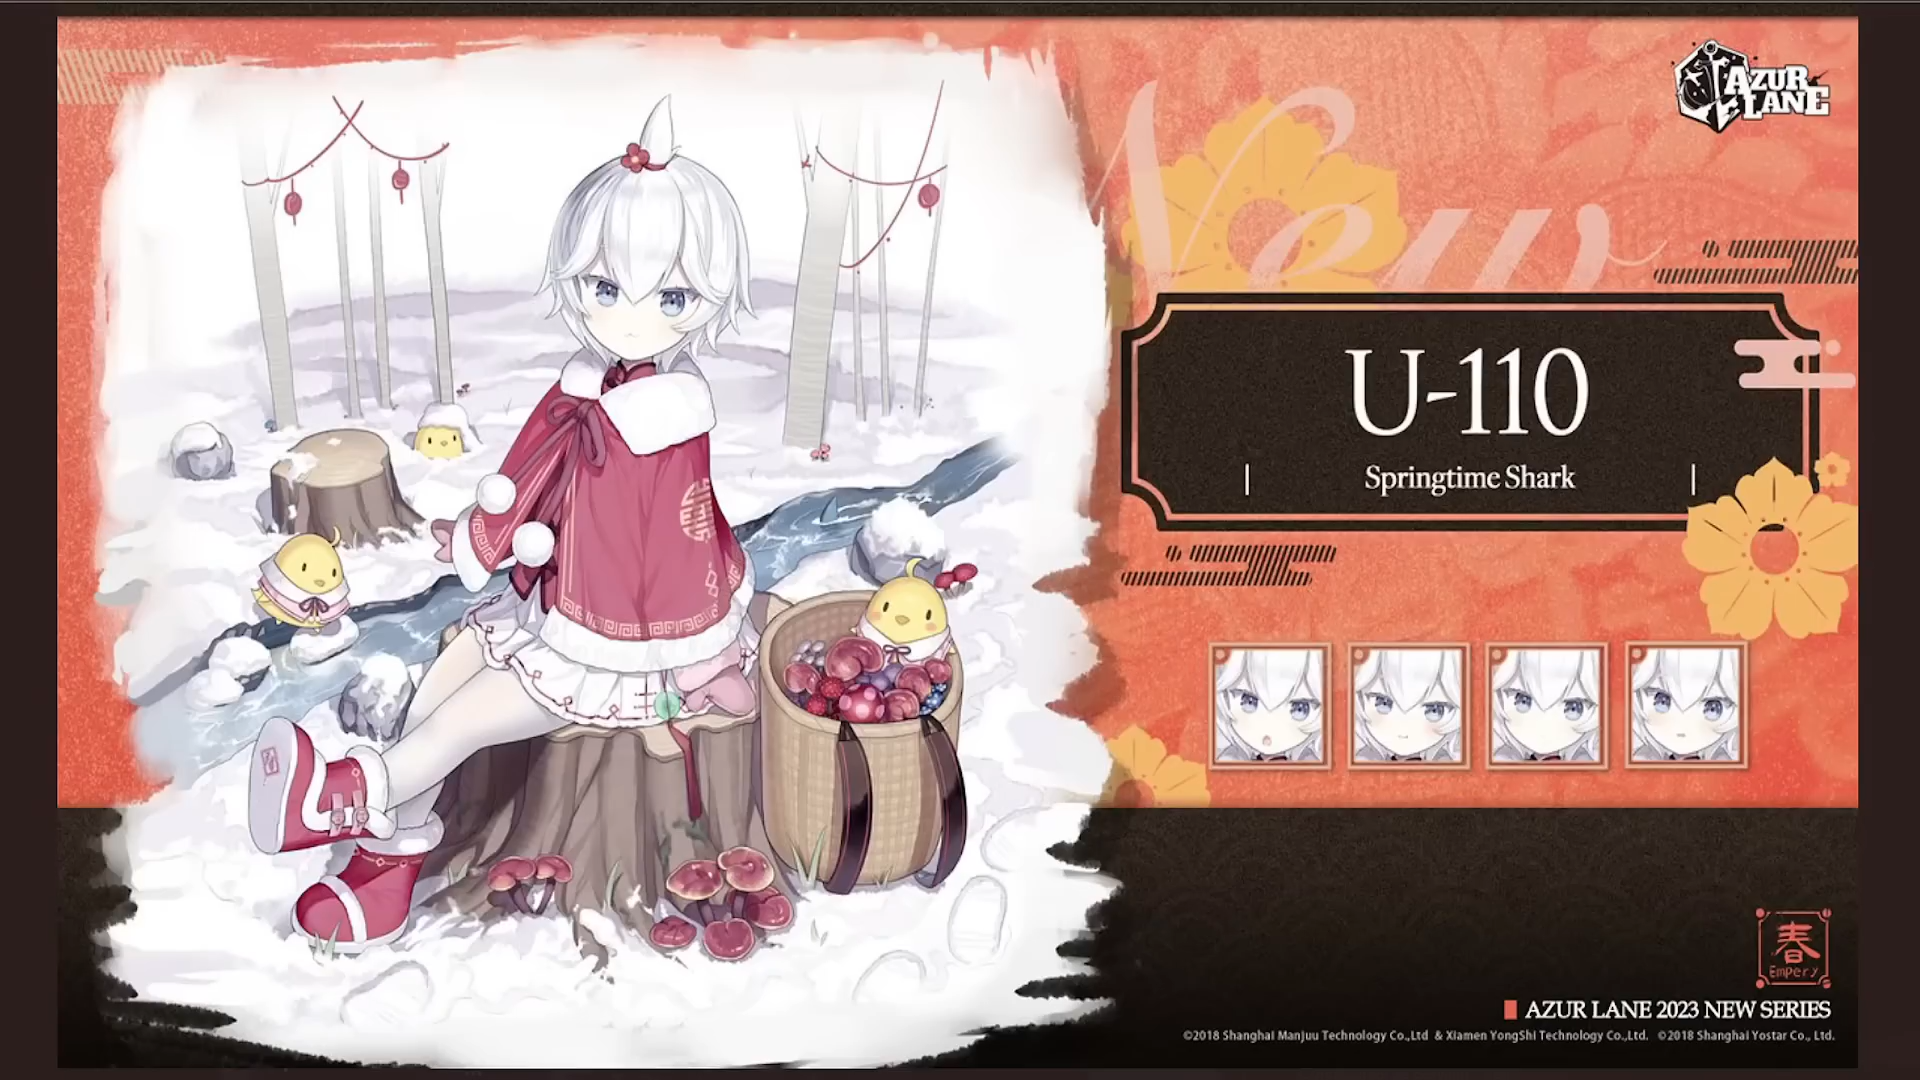 AZUR
LANE
New
U-110
Springtime Shark
春
Empery
AZUR LANE 2023 NEW SERIES
©2018 Shanghai Manjuu Technology Co.,Ltd & Xiamen YongShi Technology Co.,Ltd. ©2018 Shanghai Yostar Co., Ltd.